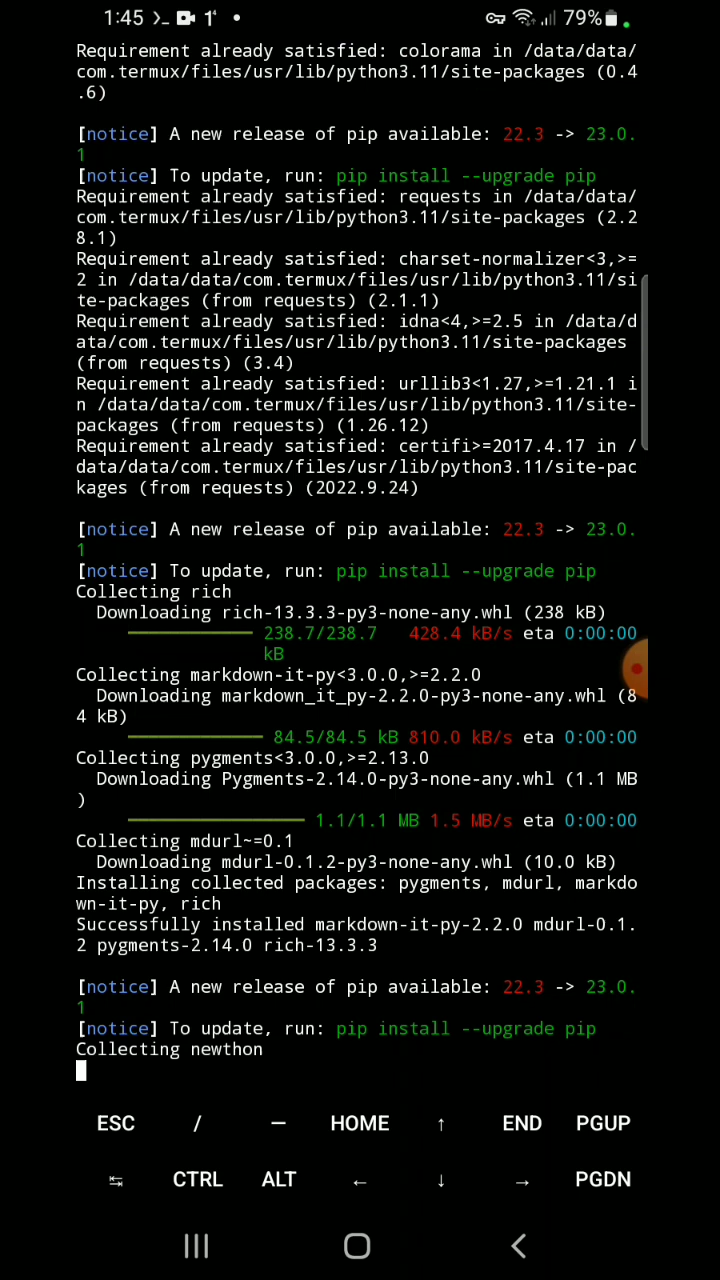 1:45 79%
Requirement already satisfied: colorama in /data/data/
com.termux/files/usr/lib/python3.11/site-packages (0.4
.6)
[notice] A new release of pip available: 22.3 -> 23.0.
1
[notice] To update, run: pip install --upgrade pip
Requirement already satisfied: requests in /data/data/
com.termux/files/usr/lib/python3.11/site-packages (2.2
8.1)
Requirement already satisfied: charset-normalizer<3,>=
2 in /data/data/com.termux/files/usr/lib/python3.11/si
te-packages (from requests) (2.1.1)
Requirement already satisfied: idna<4,>=2.5 in /data/d
ata/com.termux/files/usr/lib/python3.11/site-packages
(from requests) (3.4)
Requirement already satisfied: urllib3<1.27,>=1.21.1 i
n /data/data/com.termux/files/usr/lib/python3.11/site-
packages (from requests) (1.26.12)
Requirement already satisfied: certifi>=2017.4.17 in /
data/data/com.termux/files/usr/lib/python3.11/site-pac
kages (from requests) (2022.9.24)
[notice] A new release of pip available: 22.3 -> 23.0.
1
[notice] To update, run: pip install --upgrade pip
Collecting rich
Downloading rich-13.3.3-py3-none-any.whl (238 kB)
238.7/238.7 428.4 kB/s eta 0:00:00
kB
Collecting markdown-it-py<3.0.0,>=2.2.0
Downloading markdown_it_py-2.2.0-py3-none-any.whl (8
4 kB)
84.5/84.5 kB 810.0 kB/s eta 0:00:00
Collecting pygments<3.0.0,>=2.13.0
Downloading Pygments-2.14.0-py3-none-any.whl (1.1 MB
)
1.1/1.1 MB 1.5 MB/s eta 0:00:00
Collecting mdurl~=0.1
Downloading mdurl-0.1.2-py3-none-any.whl (10.0 kB)
Installing collected packages: pygments, mdurl, markdo
wn-it-py, rich
Successfully installed markdown-it-py-2.2.0 mdurl-0.1.
2 pygments-2.14.0 rich-13.3.3
[notice] A new release of pip available: 22.3 -> 23.0.
1
[notice] To update, run: pip install --upgrade pip
Collecting newthon
ESC / — HOME ↑ END PGUP
↹ CTRL ALT ← ↓ → PGDN